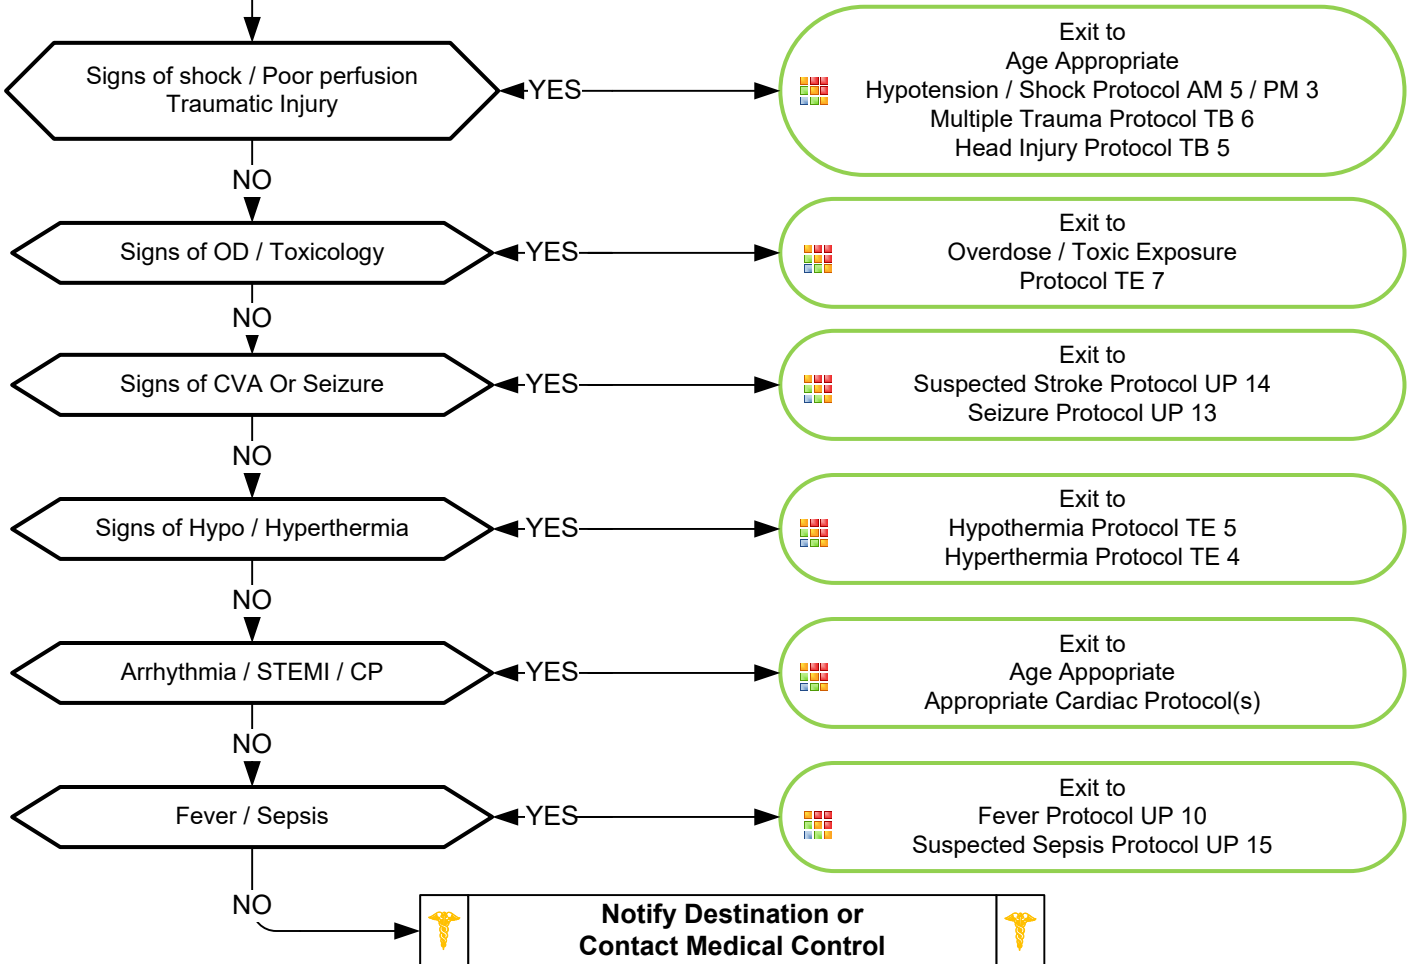 Signs of shock / Poor perfusion
Traumatic Injury
YES
Exit to
Age Appropriate
Hypotension / Shock Protocol AM 5 / PM 3
Multiple Trauma Protocol TB 6
Head Injury Protocol TB 5
NO
Signs of OD / Toxicology
YES
Exit to
Overdose / Toxic Exposure
Protocol TE 7
NO
Signs of CVA Or Seizure
YES
Exit to
Suspected Stroke Protocol UP 14
Seizure Protocol UP 13
NO
Signs of Hypo / Hyperthermia
YES
Exit to
Hypothermia Protocol TE 5
Hyperthermia Protocol TE 4
NO
Arrhythmia / STEMI / CP
YES
Exit to
Age Appopriate
Appropriate Cardiac Protocol(s)
NO
Fever / Sepsis
YES
Exit to
Fever Protocol UP 10
Suspected Sepsis Protocol UP 15
NO
Notify Destination or
Contact Medical Control